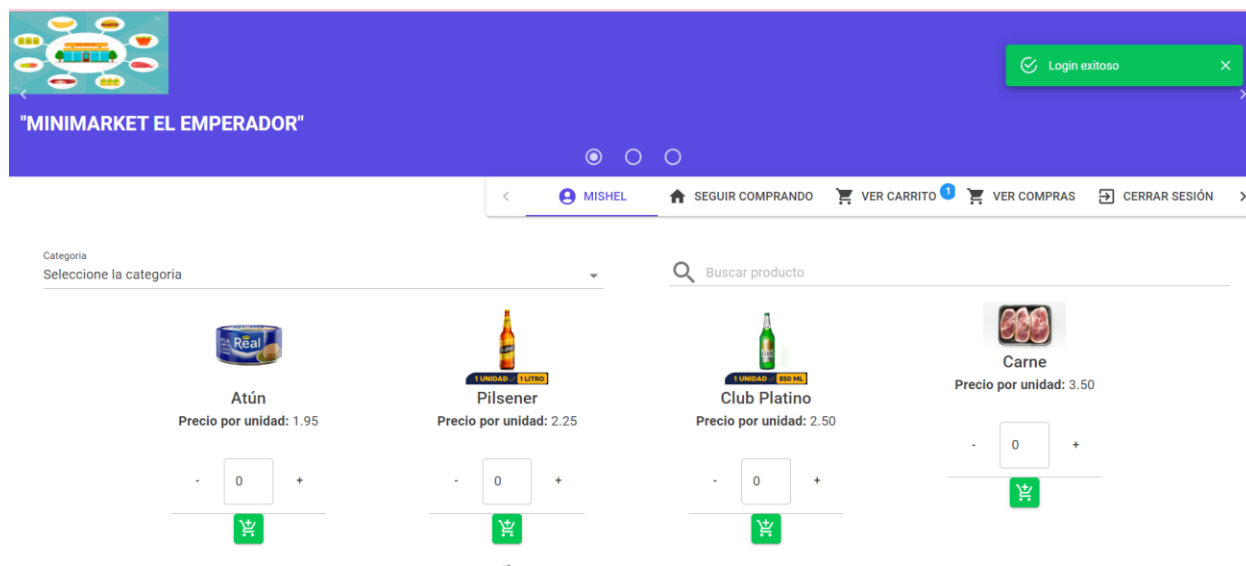 Login exitoso
"MINIMARKET EL EMPERADOR"
MISHEL
SEGUIR COMPRANDO
VER CARRITO 1
VER COMPRAS
CERRAR SESIÓN
Categoria
Seleccione la categoria
Buscar producto
Real
Atún
Precio por unidad: 1.95
- 0 +
1 UNIDAD 1 LITRO
Pilsener
Precio por unidad: 2.25
- 0 +
1 UNIDAD 850 ML
Club Platino
Precio por unidad: 2.50
- 0 +
Carne
Precio por unidad: 3.50
- 0 +